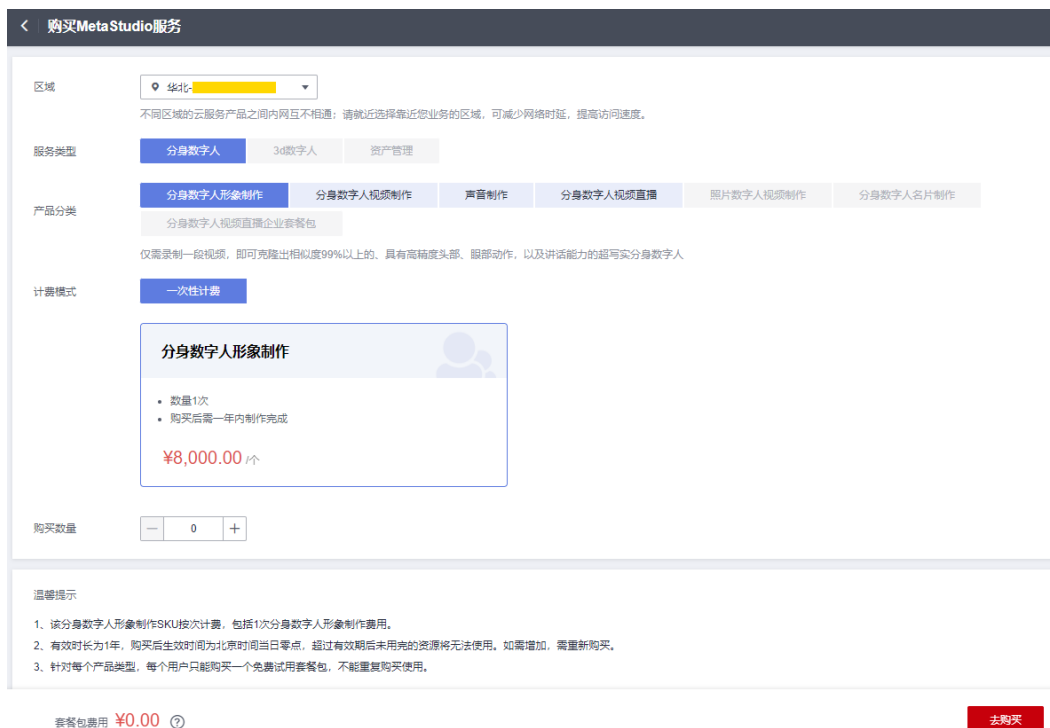 购买MetaStudio服务
区域
华北-
不同区域的云服务产品之间内网互不相通；请就近选择靠近您业务的区域，可减少网络时延，提高访问速度。
服务类型
分身数字人 3d数字人 资产管理
产品分类
分身数字人形象制作 分身数字人视频制作 声音制作 分身数字人视频直播 照片数字人视频制作 分身数字人名片制作
分身数字人视频直播企业套餐包
仅需录制一段视频，即可克隆出相似度99%以上的、具有高精度头部、眼部动作，以及讲话能力的超写实分身数字人
计费模式
一次性计费
分身数字人形象制作
数量1次
购买后需一年内制作完成
¥8,000.00 /个
购买数量
0
温馨提示
1、该分身数字人形象制作SKU按次计费，包括1次分身数字人形象制作费用。
2、有效时长为1年，购买后生效时间为北京时间当日零点，超过有效期后未用完的资源将无法使用。如需增加，需重新购买。
3、针对每个产品类型，每个用户只能购买一个免费试用套餐包，不能重复购买使用。
套餐包费用 ¥0.00
去购买